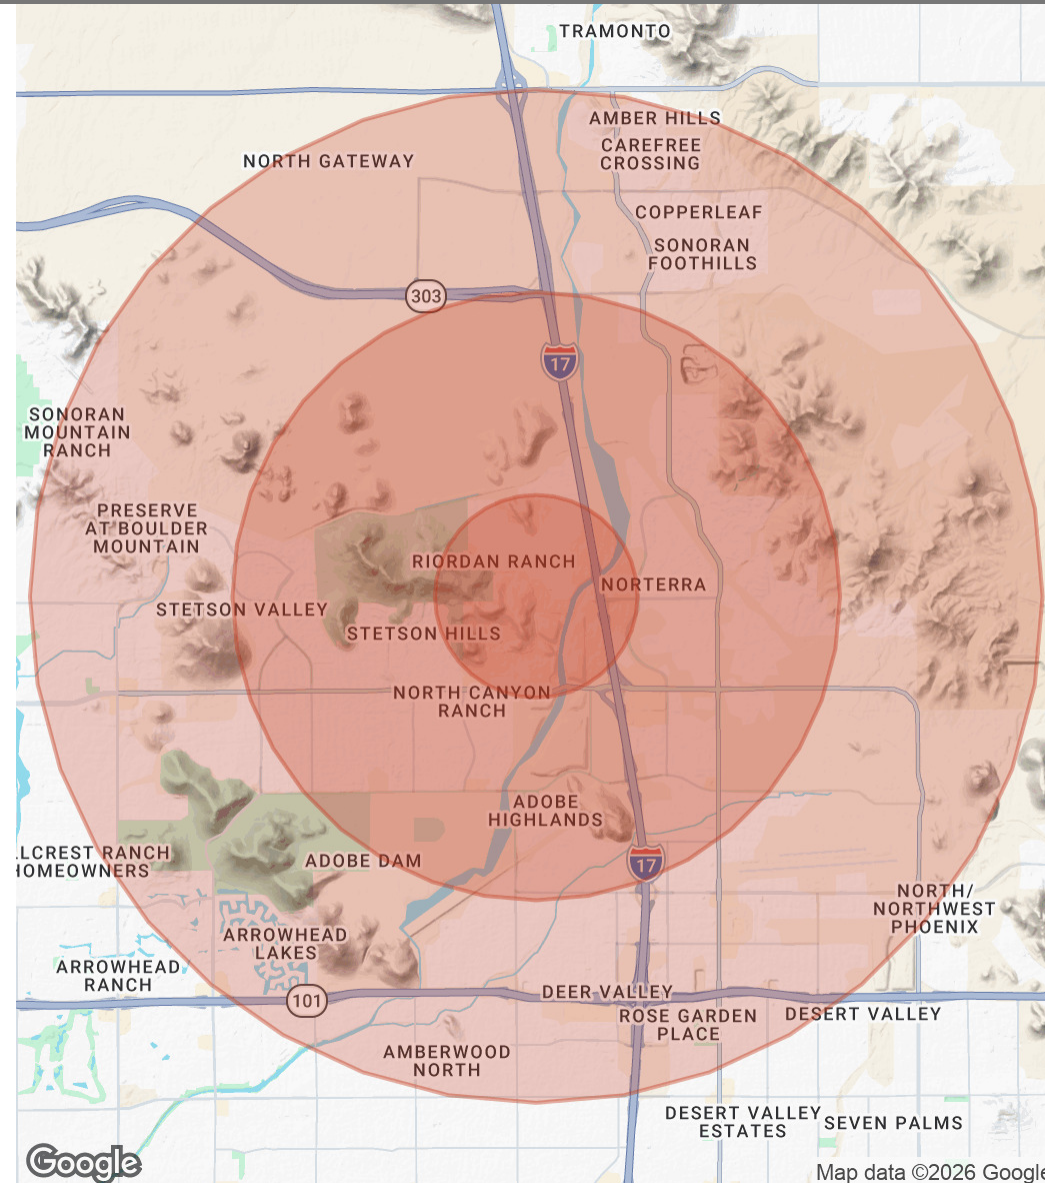 TRAMONTO
AMBER HILLS
CAREFREE
CROSSING
NORTH GATEWAY
COPPERLEAF
SONORAN
FOOTHILLS
303
17
SONORAN
MOUNTAIN
RANCH
PRESERVE
AT BOULDER
MOUNTAIN
RIORDAN RANCH
NORTERRA
STETSON VALLEY
STETSON HILLS
NORTH CANYON
RANCH
ADOBE
HIGHLANDS
LLCREST RANCH
HOMEOWNERS
ADOBE DAM
17
NORTH/
NORTHWEST
PHOENIX
ARROWHEAD
LAKES
ARROWHEAD
RANCH
101
DEER VALLEY
ROSE GARDEN
PLACE
DESERT VALLEY
AMBERWOOD
NORTH
DESERT VALLEY
ESTATES
SEVEN PALMS
Google
Map data ©2026 Google